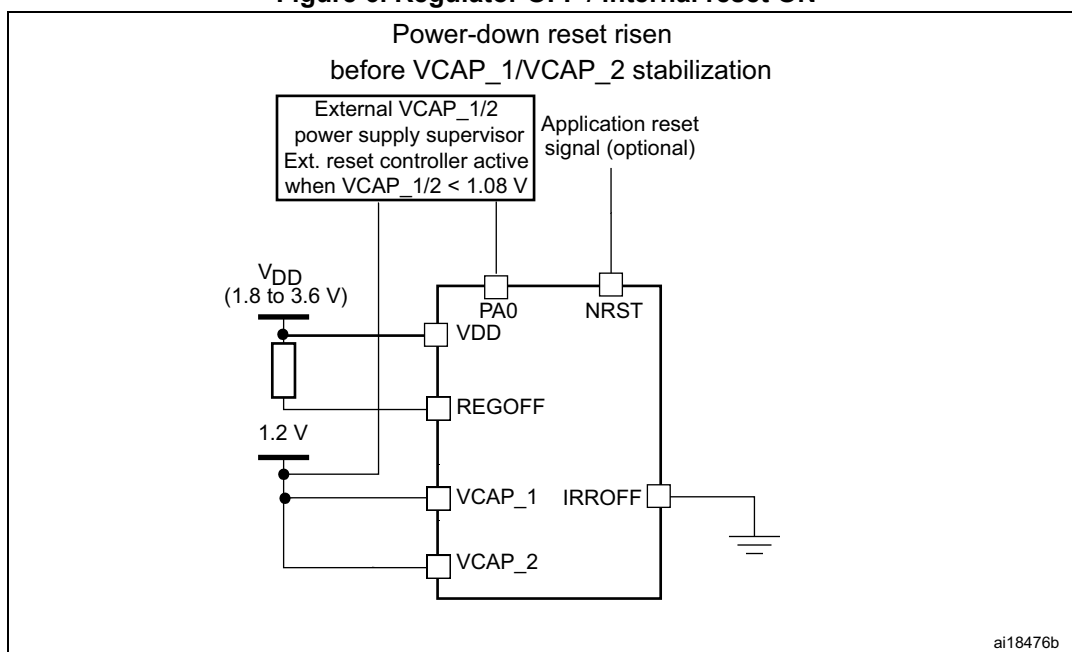 Power-down reset risen
before VCAP_1/VCAP_2 stabilization
External VCAP_1/2
power supply supervisor
Ext. reset controller active
when VCAP_1/2 < 1.08 V
Application reset
signal (optional)
VDD
(1.8 to 3.6 V)
PA0
NRST
VDD
REGOFF
1.2 V
VCAP_1
IRROFF
VCAP_2
ai18476b